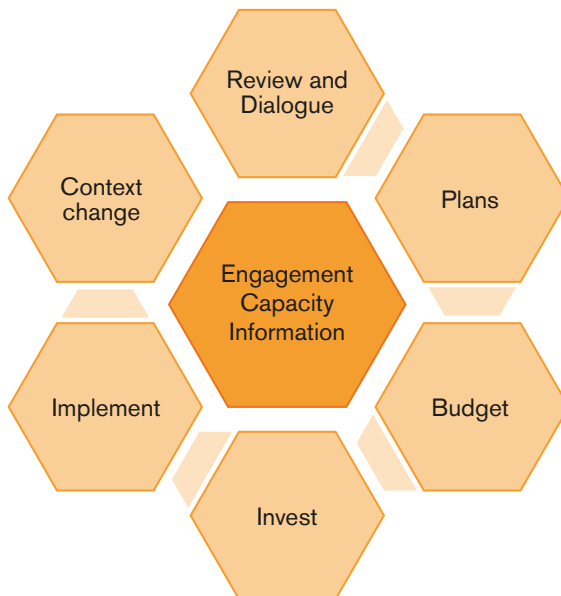 Review and
Dialogue
Plans
Budget
Invest
Implement
Context
change
Engagement
Capacity
Information